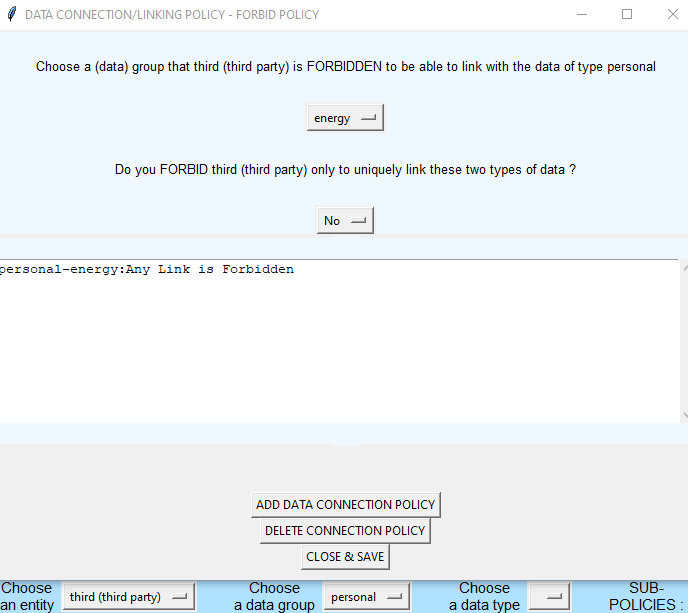 DATA CONNECTION/LINKING POLICY - FORBID POLICY
Choose a (data) group that third (third party) is FORBIDDEN to be able to link with the data of type personal
energy
Do you FORBID third (third party) only to uniquely link these two types of data ?
No
personal-energy:Any Link is Forbidden
ADD DATA CONNECTION POLICY
DELETE CONNECTION POLICY
CLOSE & SAVE
Choose
an entity
third (third party)
Choose
a data group
personal
Choose
a data type
SUB-
POLICIES :